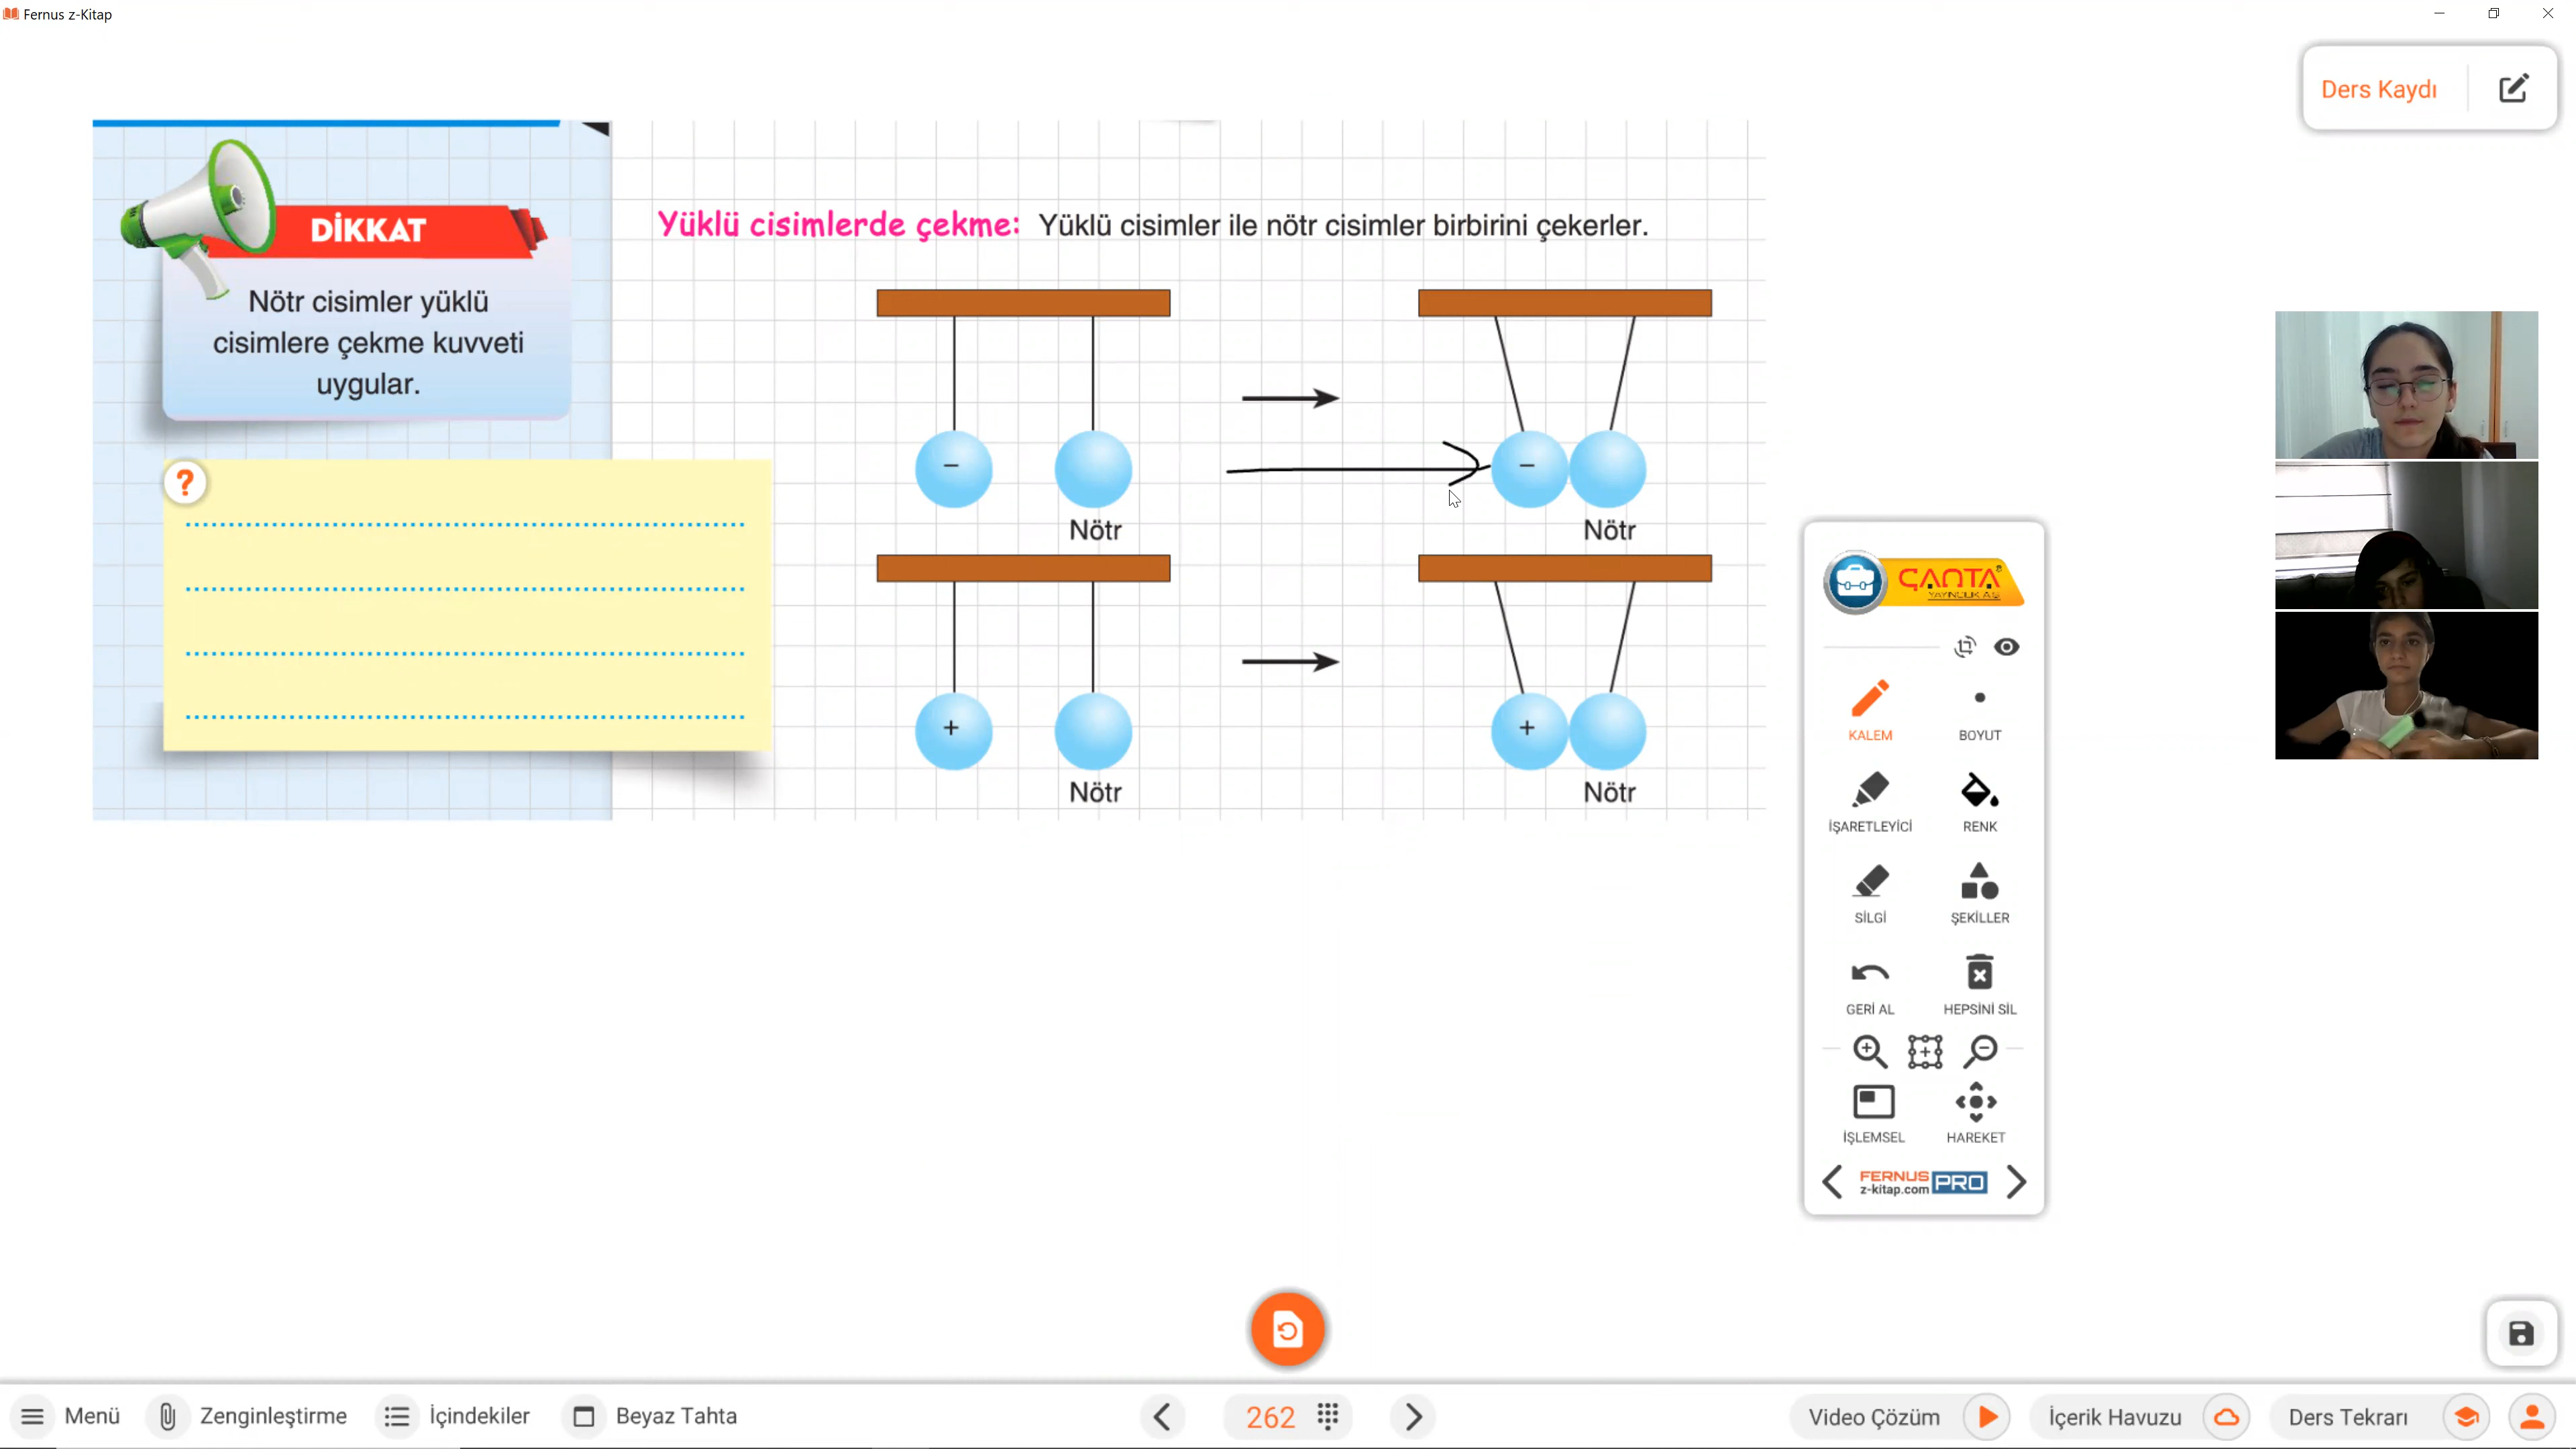 Fernus z-Kitap
Ders Kaydı
DİKKAT
Nötr cisimler yüklü
cisimlere çekme kuvveti
uygular.
?
Yüklü cisimlerde çekme: Yüklü cisimler ile nötr cisimler birbirini çekerler.
− −
Nötr Nötr
+ +
Nötr Nötr
ÇANTA
YAYINCILIK A.Ş.
KALEM BOYUT
İŞARETLEYİCİ RENK
SİLGİ ŞEKİLLER
GERİ AL HEPSİNİ SİL
İŞLEMSEL HAREKET
FERNUS PRO
z-kitap.com
Menü Zenginleştirme İçindekiler Beyaz Tahta 262 Video Çözüm İçerik Havuzu Ders Tekrarı